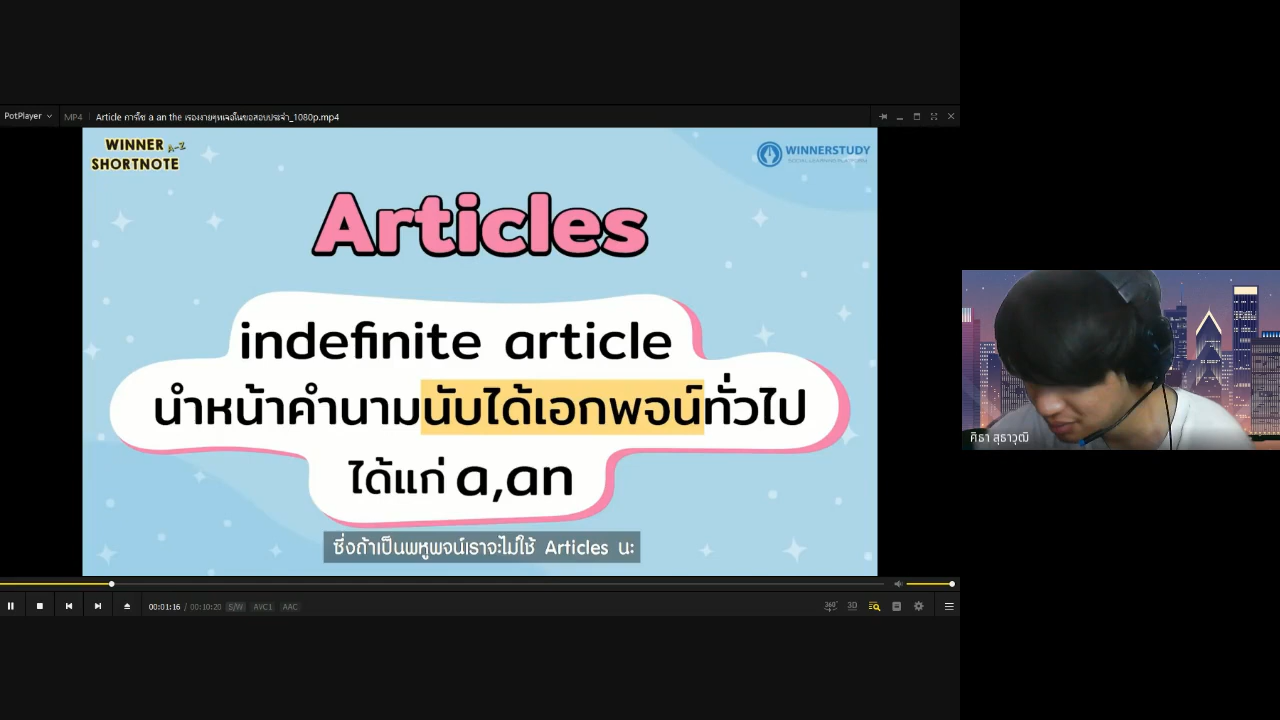 PotPlayer
MP4
Article การใช้ a an the เรื่องง่ายๆที่เจอในข้อสอบประจำ_1080p.mp4
WINNER A-Z
SHORTNOTE
WINNERSTUDY
SOCIAL LEARNING PLATFORM
Articles
indefinite article
นำหน้าคำนามนับได้เอกพจน์ทั่วไป
ได้แก่ a,an
ซึ่งถ้าเป็นพหูพจน์เราจะไม่ใช้ Articles นะ
ศิธา สุธาวุฒิ
00:01:16 / 00:10:20 S/W AVC1 AAC
360°
3D